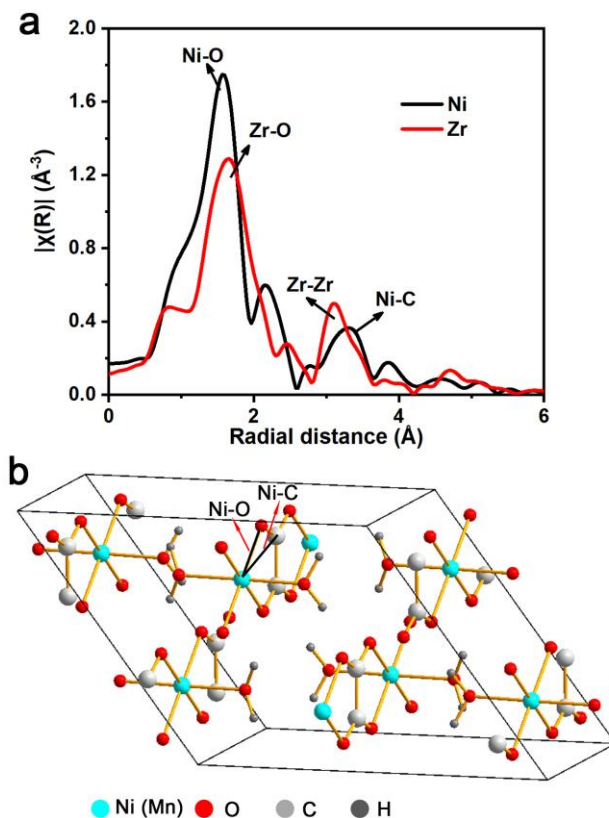 a
2.0
1.6
1.2
0.8
0.4
0.0
|χ(R)| (Å⁻³)
Ni-O
Zr-O
Zr-Zr
Ni-C
Ni
Zr
0 2 4 6
Radial distance (Å)
b
Ni-C
Ni-O
Ni (Mn) O C H